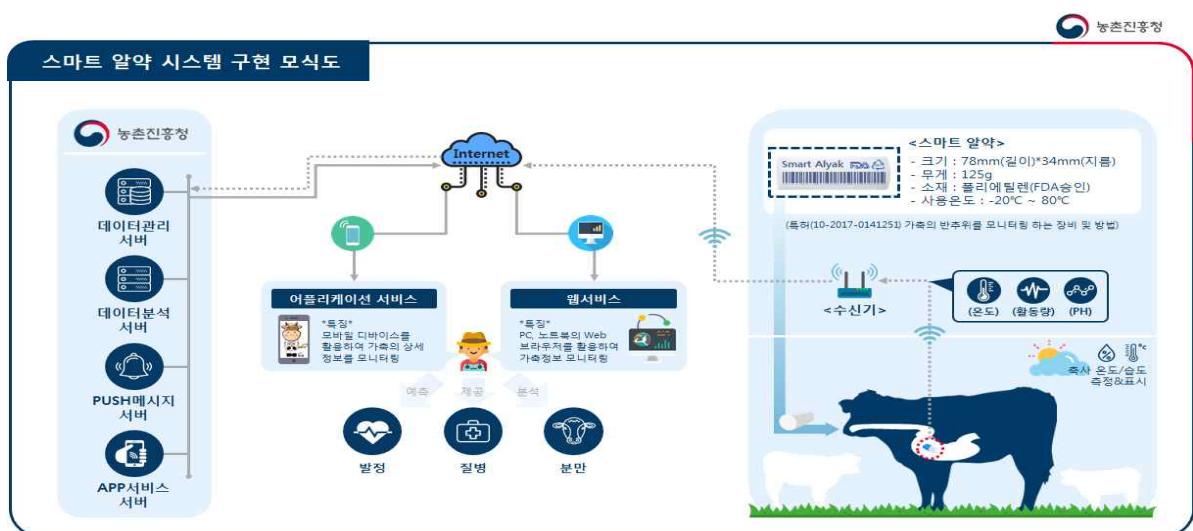 농촌진흥청
스마트 알약 시스템 구현 모식도
농촌진흥청
데이터관리
서버
데이터분석
서버
PUSH메시지
서버
APP서비스
서버
Internet
어플리케이션 서비스
*특징*
모바일 디바이스를
활용하여 가축의 상세
정보를 모니터링
웹서비스
*특징*
PC, 노트북의 Web
브라우저를 활용하여
가축정보 모니터링
예측
제공
분석
발정
질병
분만
Smart Alyak FDA
<스마트 알약>
- 크기 : 78mm(길이)*34mm(지름)
- 무게 : 125g
- 소재 : 폴리에틸렌(FDA승인)
- 사용온도 : -20℃ ~ 80℃
(특허(10-2017-0141251) 가축의 반추위를 모니터링 하는 장비 및 방법)
<수신기>
(온도) (활동량) (PH)
℃
축사 온도/습도
측정&표시